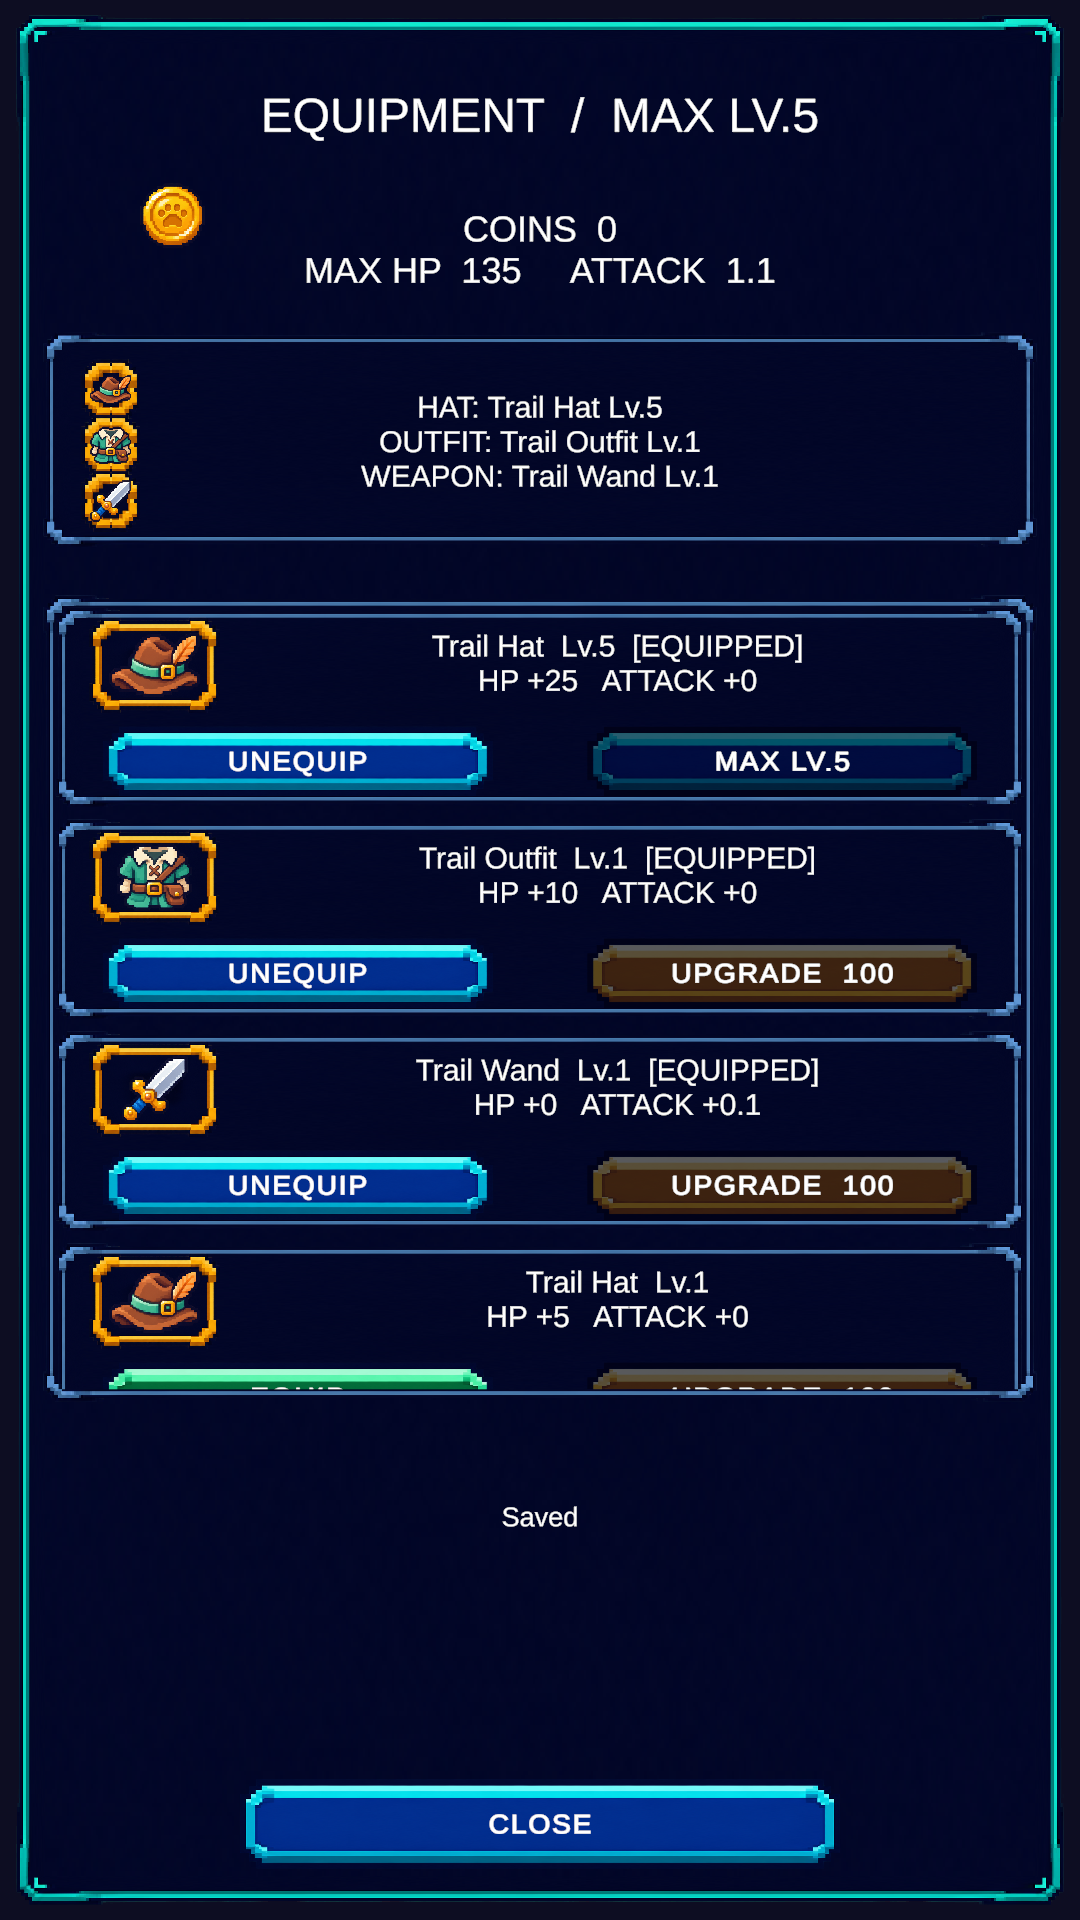 EQUIPMENT / MAX LV.5
COINS 0
MAX HP 135 ATTACK 1.1
HAT: Trail Hat Lv.5
OUTFIT: Trail Outfit Lv.1
WEAPON: Trail Wand Lv.1
Trail Hat Lv.5 [EQUIPPED]
HP +25 ATTACK +0
UNEQUIP MAX LV.5
Trail Outfit Lv.1 [EQUIPPED]
HP +10 ATTACK +0
UNEQUIP UPGRADE 100
Trail Wand Lv.1 [EQUIPPED]
HP +0 ATTACK +0.1
UNEQUIP UPGRADE 100
Trail Hat Lv.1
HP +5 ATTACK +0
Saved
CLOSE